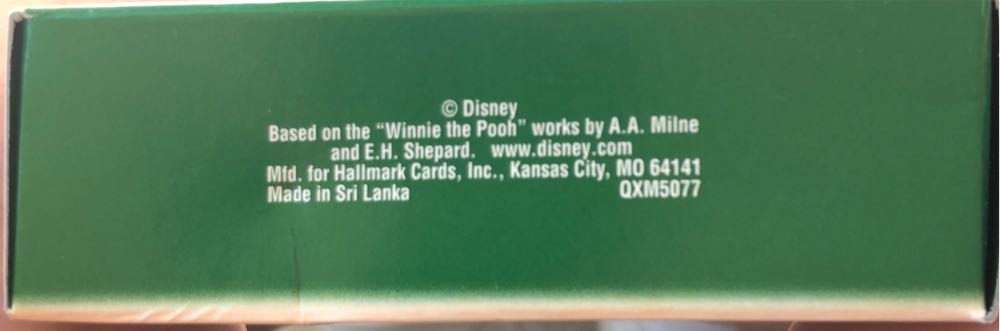 © Disney
Based on the "Winnie the Pooh" works by A.A. Milne
and E.H. Shepard. www.disney.com
Mfd. for Hallmark Cards, Inc., Kansas City, MO 64141
Made in Sri Lanka QXM5077